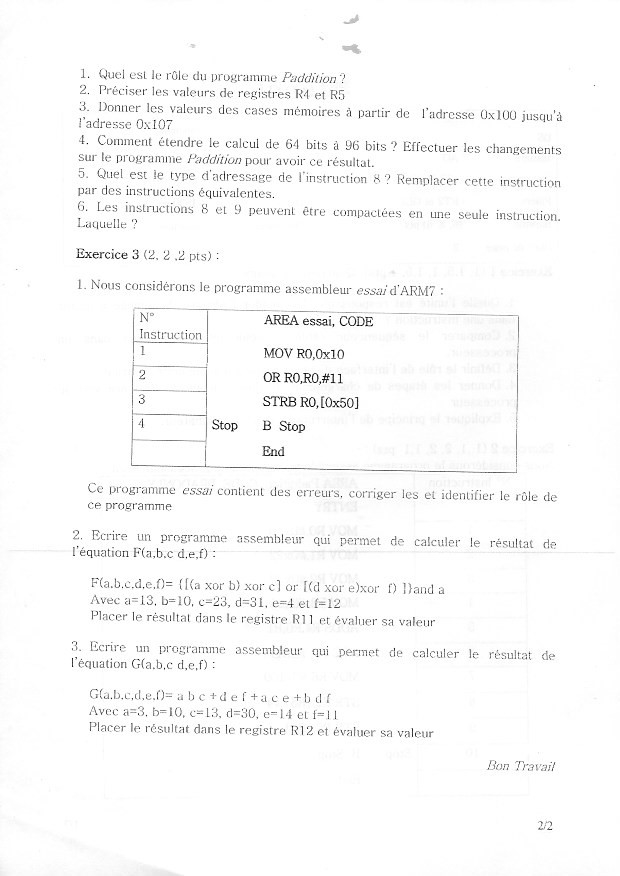 1. Quel est le rôle du programme Paddition ?
2. Préciser les valeurs de registres R4 et R5
3. Donner les valeurs des cases mémoires à partir de l'adresse 0x100 jusqu'à
l'adresse 0x107
4. Comment étendre le calcul de 64 bits à 96 bits ? Effectuer les changements
sur le programme Paddition pour avoir ce résultat.
5. Quel est le type d'adressage de l'instruction 8 ? Remplacer cette instruction
par des instructions équivalentes.
6. Les instructions 8 et 9 peuvent être compactées en une seule instruction.
Laquelle ?
Exercice 3 (2, 2 ,2 pts) :
1. Nous considérons le programme assembleur essai d'ARM7 :
N° AREA essai, CODE
Instruction
1 MOV R0,0x10
2 OR R0,R0,#11
3 STRB R0,[0x50]
4 Stop B Stop
End
Ce programme essai contient des erreurs, corriger les et identifier le rôle de
ce programme
2. Ecrire un programme assembleur qui permet de calculer le résultat de
l'équation F(a,b,c d,e,f) :
F(a,b,c,d,e,f)= {[(a xor b) xor c] or [(d xor e)xor f) ]}and a
Avec a=13, b=10, c=23, d=31, e=4 et f=12
Placer le résultat dans le registre R11 et évaluer sa valeur
3. Ecrire un programme assembleur qui permet de calculer le résultat de
l'équation G(a,b,c d,e,f) :
G(a,b,c,d,e,f)= a b c + d e f + a c e + b d f
Avec a=3, b=10, c=13, d=30, e=14 et f=11
Placer le résultat dans le registre R12 et évaluer sa valeur
Bon Travail
2/2